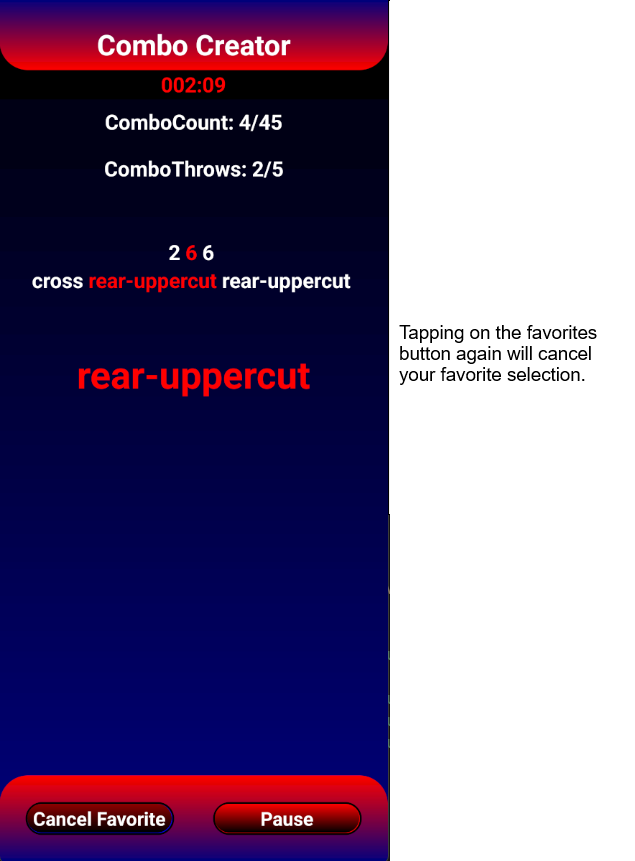 Combo Creator
002:09
ComboCount: 4/45
ComboThrows: 2/5
2 6 6
cross rear-uppercut rear-uppercut
rear-uppercut
Tapping on the favorites
button again will cancel
your favorite selection.
Cancel Favorite
Pause